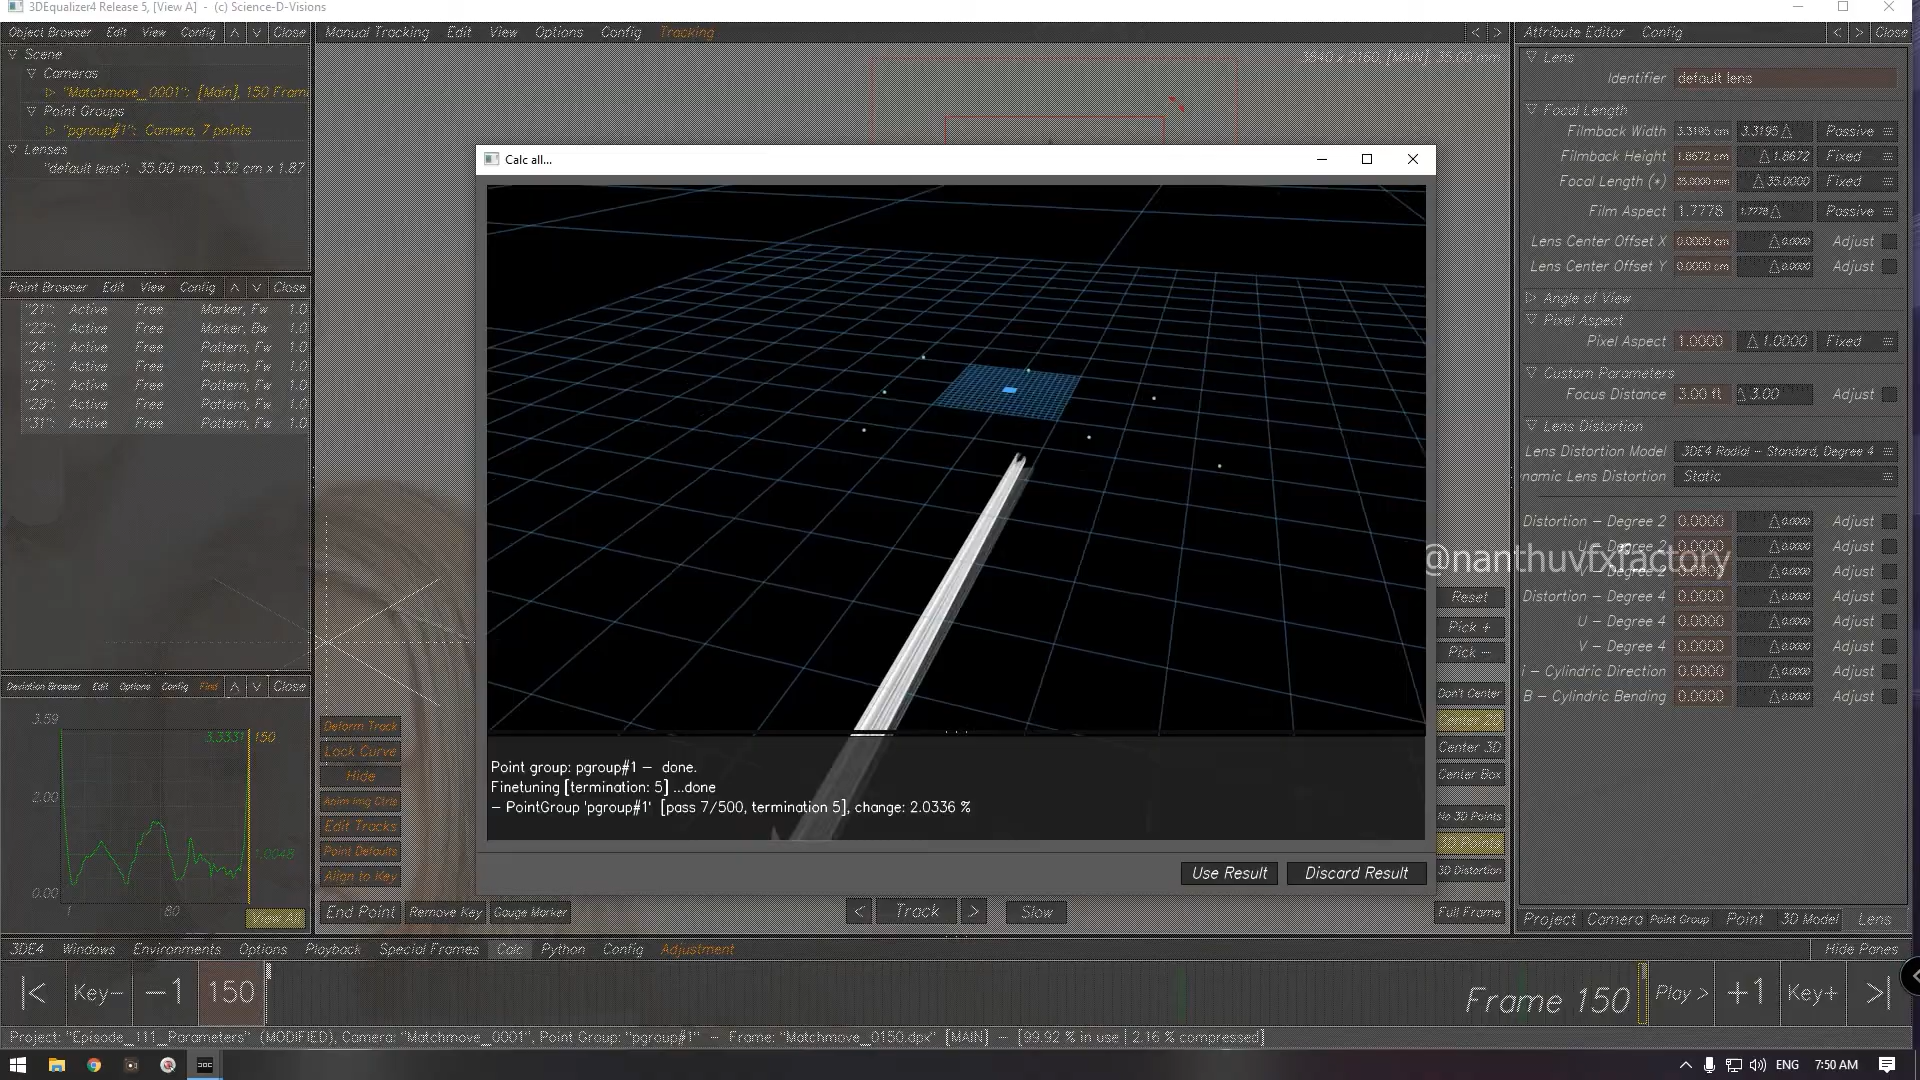 3DEqualizer4 Release 5, [View A]  -  (c) Science-D-Visions
Object Browser Edit View Config Close
Scene
Cameras
"Matchmove_0001": [Main], 150 Fram
Point Groups
"pgroup#1": Camera, 7 points
Lenses
"default lens": 35.00 mm, 3.32 cm x 1.87
Point Browser Edit View Config Close
"21": Active Free Marker, Fw 1.0
"22": Active Free Marker, Bw 1.0
"24": Active Free Pattern, Fw 1.0
"26": Active Free Pattern, Fw 1.0
"27": Active Free Pattern, Fw 1.0
"29": Active Free Pattern, Fw 1.0
"31": Active Free Pattern, Fw 1.0
Deviation Browser Edit Options Config Find Close
3.59
3.3331 150
2.00
1.0048
0.00
1 80
View All
Manual Tracking Edit View Options Config Tracking < >
3840 x 2160, [MAIN], 35.00 mm
Deform Track
Lock Curve
Hide
Anim Img Ctrls
Edit Tracks
Point Defaults
Align to Key
End Point Remove Key Gauge Marker < Track > Slow
Calc all...
Point group: pgroup#1 - done.
Finetuning [termination: 5] ...done
- PointGroup 'pgroup#1' [pass 7/500, termination 5], change: 2.0336 %
Use Result Discard Result
Reset
Pick +
Pick -
Don't Center
Center 3D
Center Box
No 3D Points
3D Distortion
Full Frame
Attribute Editor Config < > Close
Lens
Identifier default lens
Focal Length
Filmback Width 3.3195 cm 3.3195 Passive
Filmback Height 1.8672 cm 1.8672 Fixed
Focal Length (*) 35.0000 mm 35.0000 Fixed
Film Aspect 1.7778 1.7778 Passive
Lens Center Offset X 0.0000 cm 0.0000 Adjust
Lens Center Offset Y 0.0000 cm 0.0000 Adjust
Angle of View
Pixel Aspect
Pixel Aspect 1.0000 1.0000 Fixed
Custom Parameters
Focus Distance 3.00 ft 3.00 Adjust
Lens Distortion
Lens Distortion Model 3DE4 Radial - Standard, Degree 4
namic Lens Distortion Static
Distortion - Degree 2 0.0000 0.0000 Adjust
U - Degree 2 0.0000 0.0000 Adjust
@nanthuvfxfactory
V - Degree 2 0.0000 0.0000 Adjust
Distortion - Degree 4 0.0000 0.0000 Adjust
U - Degree 4 0.0000 0.0000 Adjust
V - Degree 4 0.0000 0.0000 Adjust
i - Cylindric Direction 0.0000 0.0000 Adjust
B - Cylindric Bending 0.0000 0.0000 Adjust
Project Camera Point Group Point 3D Model Lens
3DE4 Windows Environments Options Playback Special Frames Calc Python Config Adjustment Hide Panes
|< Key- -1 150 Frame 150 Play > +1 Key+ >|
Project: "Episode_111_Parameters" (MODIFIED), Camera: "Matchmove_0001", Point Group: "pgroup#1" - Frame: "Matchmove_0150.dpx" [MAIN] - [99.92 % in use | 2.16 % compressed]
ENG 7:50 AM